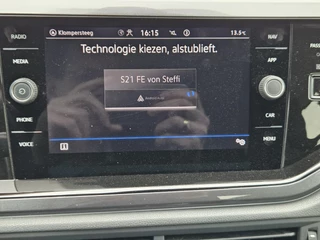 RADIO
MEDIA
PHONE
VOICE
Klompersteeg 16:15 13.5°C
Technologie kiezen, alstublieft.
S21 FE von Steffi
NAV
APP
CAR
MENU
PASS